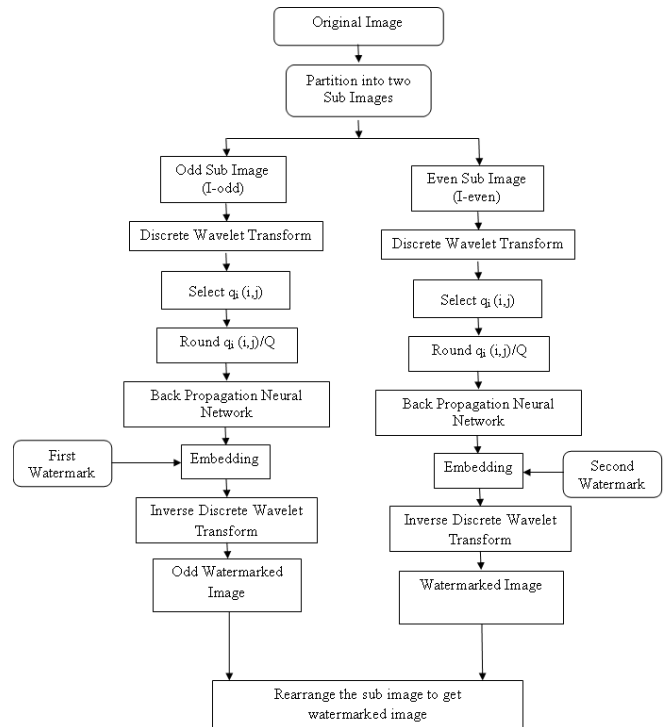 Original Image
Partition into two
Sub Images
Odd Sub Image
(I-odd)
Discrete Wavelet Transform
Select qi (i,j)
Round qi (i,j)/Q
Back Propagation Neural
Network
First
Watermark
Embedding
Inverse Discrete Wavelet
Transform
Odd Watermarked
Image
Even Sub Image
(I-even)
Discrete Wavelet Transform
Select qi (i,j)
Round qi (i,j)/Q
Back Propagation Neural
Network
Embedding
Second
Watermark
Inverse Discrete Wavelet
Transform
Watermarked Image
Rearrange the sub image to get
watermarked image